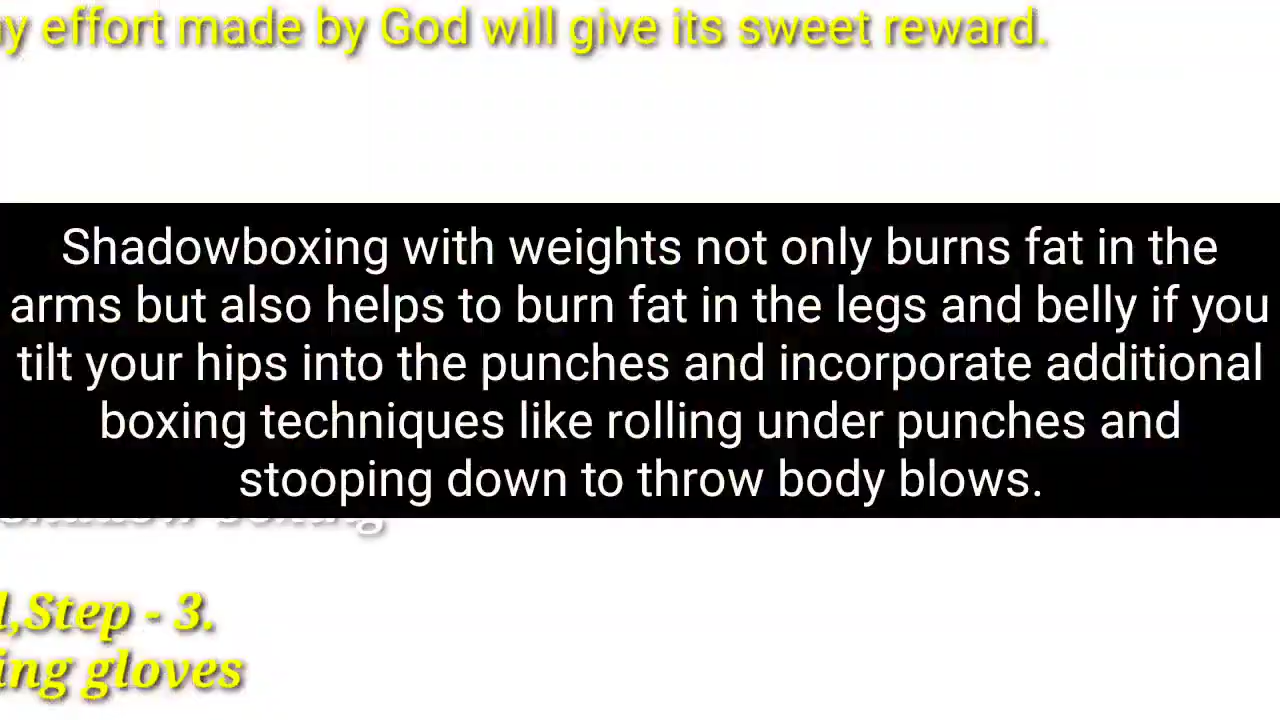 effort made by God will give its sweet reward.
Shadowboxing with weights not only burns fat in the
arms but also helps to burn fat in the legs and belly if you
tilt your hips into the punches and incorporate additional
boxing techniques like rolling under punches and
stooping down to throw body blows.
,Step - 3.
gloves